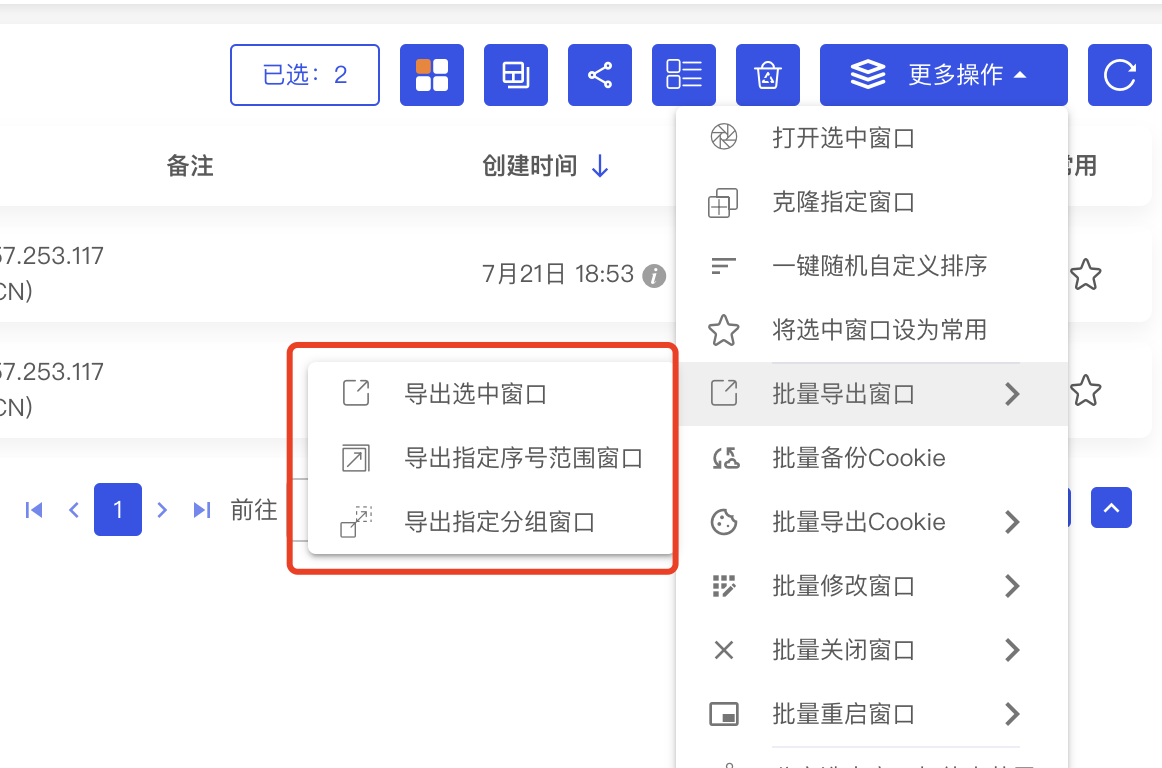 已选：2
更多操作
备注
创建时间
用
57.253.117
CN)
7月21日 18:53
57.253.117
CN)
1
前往
打开选中窗口
克隆指定窗口
一键随机自定义排序
将选中窗口设为常用
批量导出窗口
批量备份Cookie
批量导出Cookie
批量修改窗口
批量关闭窗口
批量重启窗口
导出选中窗口
导出指定序号范围窗口
导出指定分组窗口